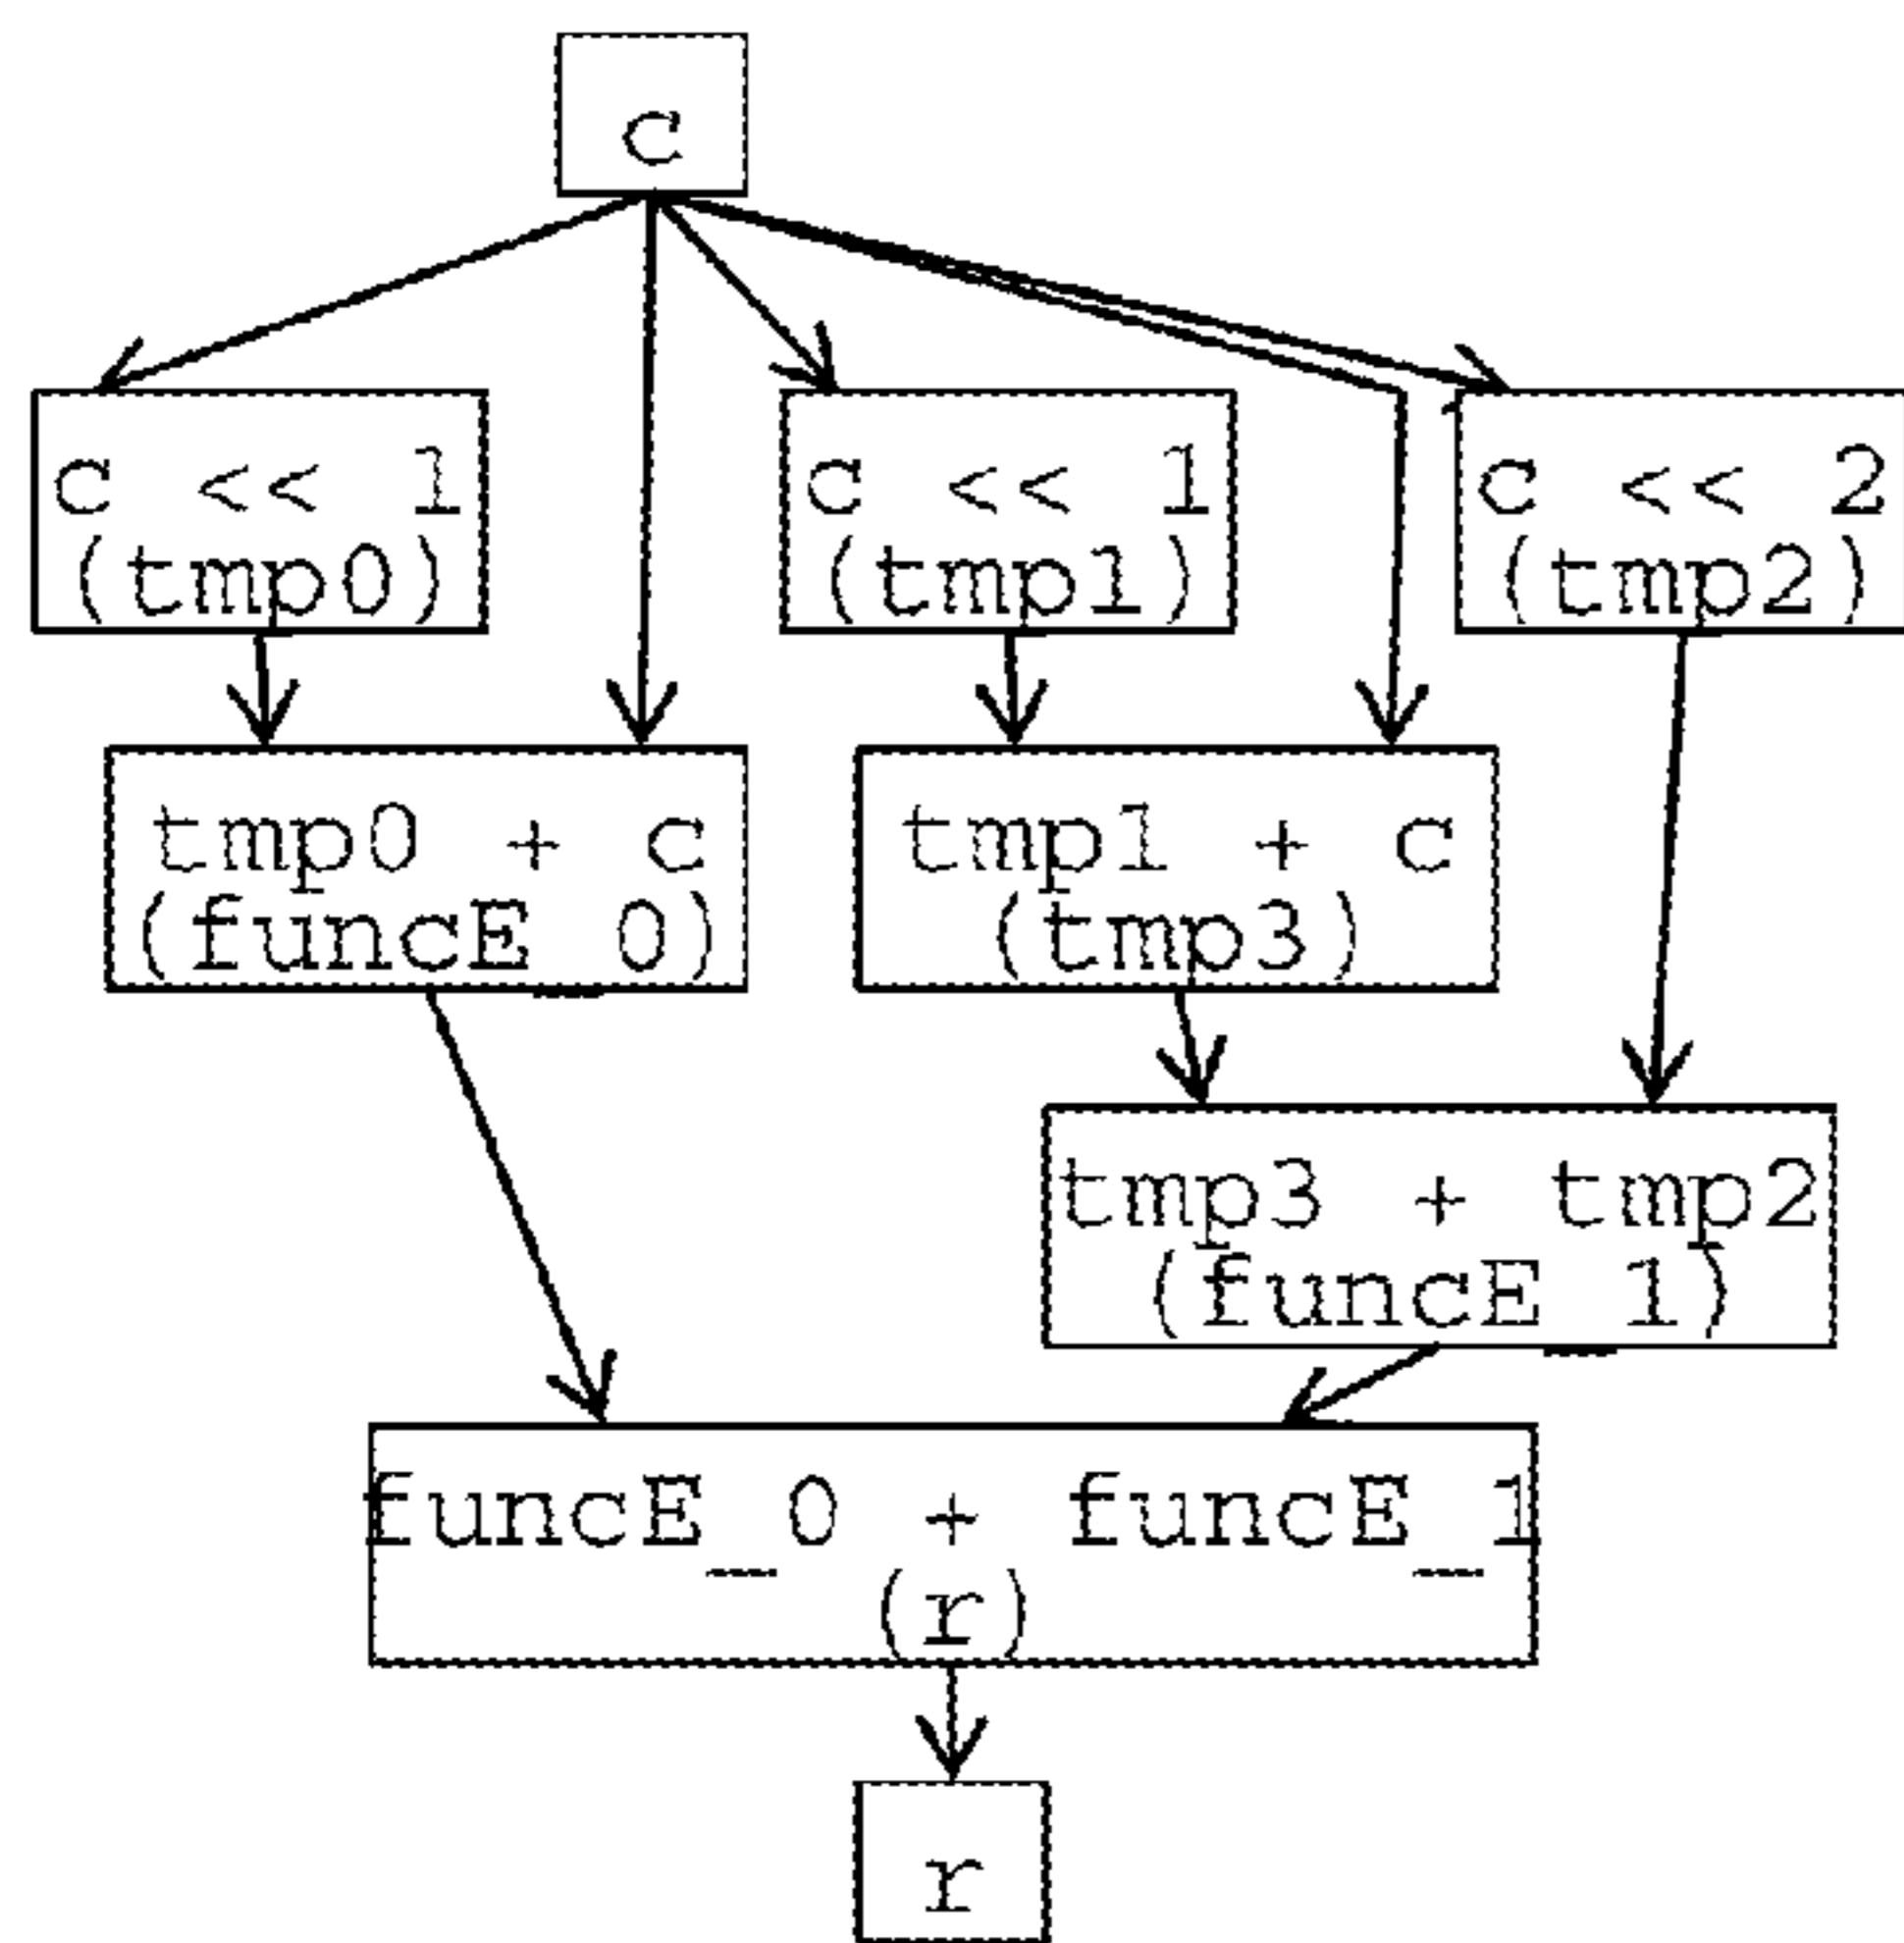 c
c << 1
(tmp0)
c << 1
(tmp1)
c << 2
(tmp2)
tmp0 + c
(funcE_0)
tmp1 + c
(tmp3)
tmp3 + tmp2
(funcE_1)
funcE_0 + funcE_1
(r)
r